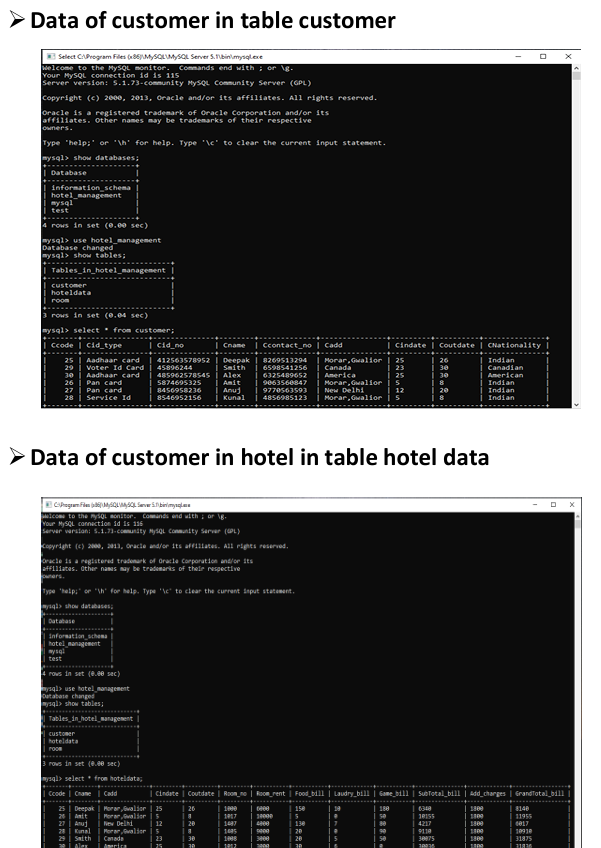 ➢ Data of customer in table customer
Select C:\Program Files (x86)\MySQL\MySQL Server 5.1\bin\mysql.exe
Welcome to the MySQL monitor.  Commands end with ; or \g.
Your MySQL connection id is 115
Server version: 5.1.73-community MySQL Community Server (GPL)
Copyright (c) 2000, 2013, Oracle and/or its affiliates. All rights reserved.
Oracle is a registered trademark of Oracle Corporation and/or its
affiliates. Other names may be trademarks of their respective
owners.
Type 'help;' or '\h' for help. Type '\c' to clear the current input statement.
mysql> show databases;
| Database |
| information_schema |
| hotel_management |
| mysql |
| test |
4 rows in set (0.00 sec)
mysql> use hotel_management
Database changed
mysql> show tables;
| Tables_in_hotel_management |
| customer |
| hoteldata |
| room |
3 rows in set (0.04 sec)
mysql> select * from customer;
| Ccode | Cid_type | Cid_no | Cname | Ccontact_no | Cadd | Cindate | Coutdate | CNationality |
| 25 | Aadhaar card | 412563578952 | Deepak | 8269513294 | Morar,Gwalior | 25 | 26 | Indian |
| 29 | Voter Id Card | 45896244 | Smith | 6598541256 | Canada | 23 | 30 | Canadian |
| 30 | Aadhaar card | 485962578545 | Alex | 6325489652 | America | 25 | 30 | American |
| 26 | Pan card | 5874695325 | Amit | 9063560847 | Morar,Gwalior | 5 | 8 | Indian |
| 27 | Pan card | 8456958236 | Anuj | 9770563593 | New Delhi | 12 | 20 | Indian |
| 28 | Service Id | 8546952156 | Kunal | 4856985123 | Morar,Gwalior | 5 | 8 | Indian |
➢ Data of customer in hotel in table hotel data
C:\Program Files (x86)\MySQL\MySQL Server 5.1\bin\mysql.exe
Welcome to the MySQL monitor.  Commands end with ; or \g.
Your MySQL connection id is 116
Server version: 5.1.73-community MySQL Community Server (GPL)
Copyright (c) 2000, 2013, Oracle and/or its affiliates. All rights reserved.
Oracle is a registered trademark of Oracle Corporation and/or its
affiliates. Other names may be trademarks of their respective
owners.
Type 'help;' or '\h' for help. Type '\c' to clear the current input statement.
mysql> show databases;
| Database |
| information_schema |
| hotel_management |
| mysql |
| test |
4 rows in set (0.00 sec)
mysql> use hotel_management
Database changed
mysql> show tables;
| Tables_in_hotel_management |
| customer |
| hoteldata |
| room |
3 rows in set (0.00 sec)
mysql> select * from hoteldata;
| Ccode | Cname | Cadd | Cindate | Coutdate | Room_no | Room_rent | Food_bill | Laudry_bill | Game_bill | SubTotal_bill | Add_charges | GrandTotal_bill |
| 25 | Deepak | Morar,Gwalior | 25 | 26 | 1000 | 6000 | 150 | 10 | 180 | 6340 | 1800 | 8140 |
| 26 | Amit | Morar,Gwalior | 5 | 8 | 1017 | 10000 | 5 | 0 | 50 | 10155 | 1800 | 11955 |
| 27 | Anuj | New Delhi | 12 | 20 | 1407 | 4000 | 130 | 7 | 80 | 4217 | 1800 | 6017 |
| 28 | Kunal | Morar,Gwalior | 5 | 8 | 1605 | 9000 | 20 | 0 | 90 | 9110 | 1800 | 10910 |
| 29 | Smith | Canada | 23 | 30 | 1008 | 3000 | 20 | 5 | 50 | 30075 | 1800 | 31875 |
| 30 | Alex | America | 25 | 30 | 1012 | 3000 | 30 | 6 | 0 | 30036 | 1800 | 31836 |